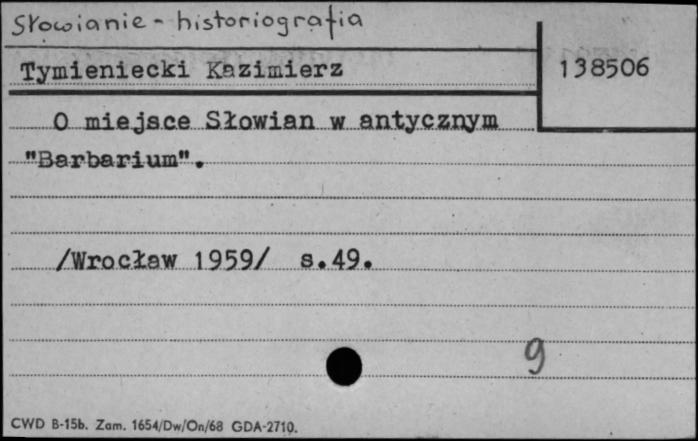 Słowianie - historiografia
Tymieniecki Kazimierz
138506
O miejsce Słowian w antycznym
"Barbarium".
/Wrocław 1959/ s.49.
9
CWD B-15b. Zam. 1654/Dw/On/68 GDA-2710.